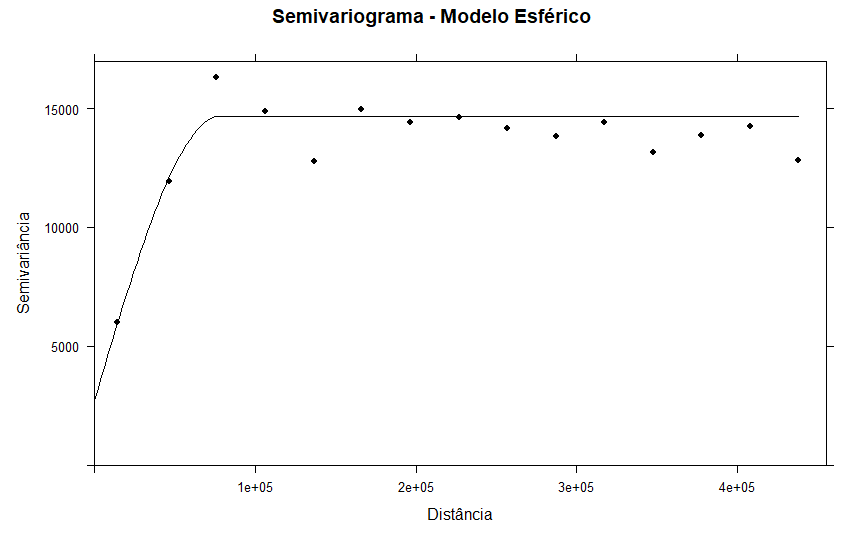 Semivariograma - Modelo Esférico
15000
10000
5000
Semivariância
1e+05 2e+05 3e+05 4e+05
Distância